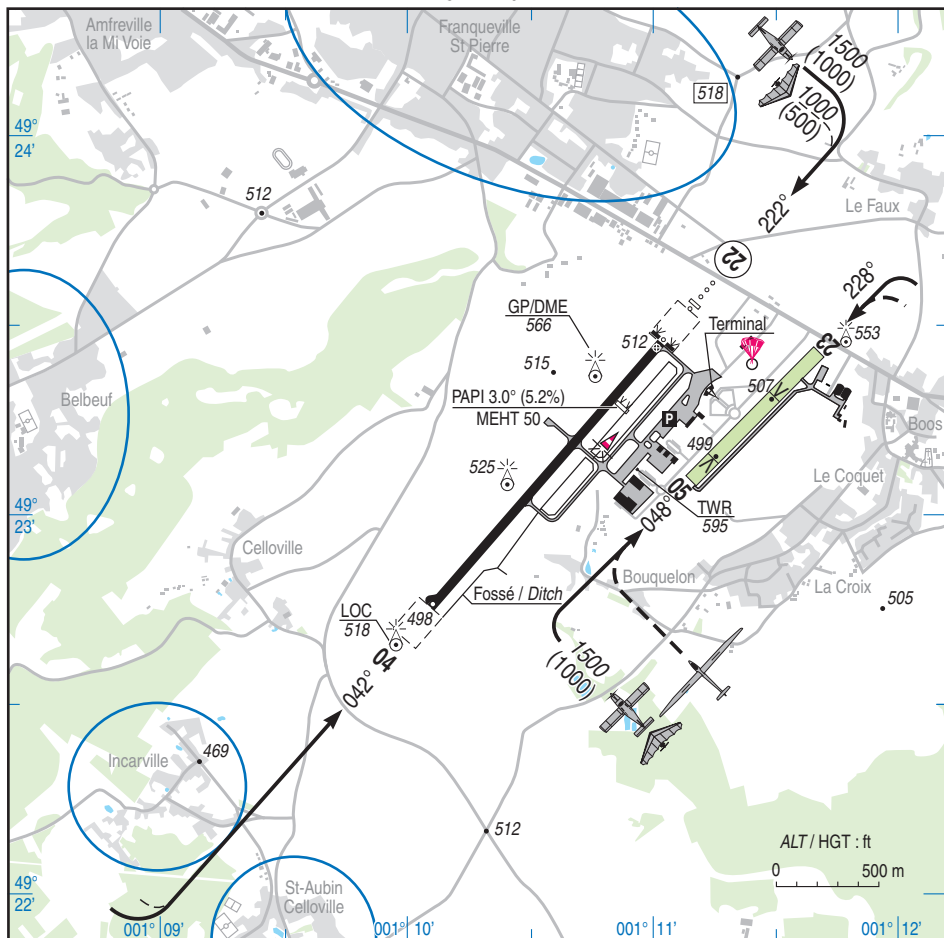 Amfreville
la Mi Voie
Franqueville
St Pierre
1500
(1000)
1000
(500)
518
49°
24'
512
222°
Le Faux
22
228°
GP/DME
566
Terminal
553
23
512
515
PAPI 3.0° (5.2%)
MEHT 50
507
P
Belbeuf
Boos
499
525
Le Coquet
05
TWR
595
49°
23'
048°
Celloville
Bouquelon
La Croix
Fossé / Ditch
505
LOC
518
498
04
1500
(1000)
042°
Incarville
469
512
ALT / HGT : ft
0 500 m
49°
22'
St-Aubin
Celloville
001° 09'
001° 10'
001° 11'
001° 12'